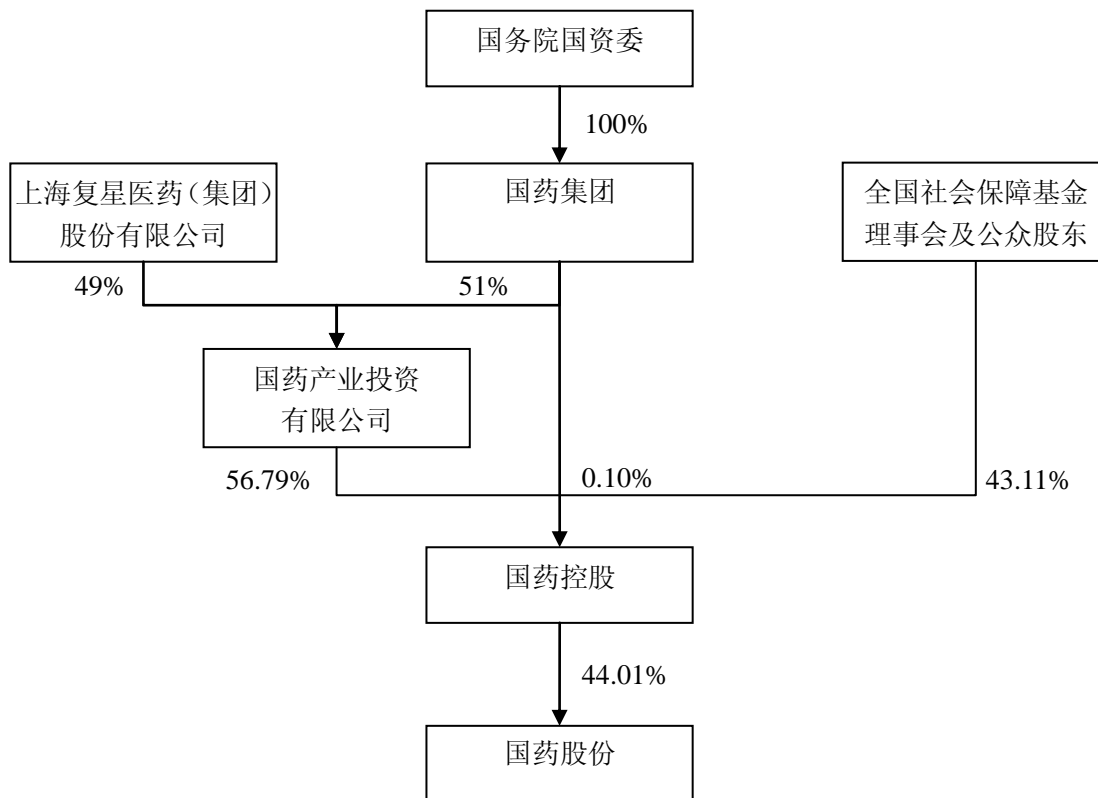 国务院国资委
100%
上海复星医药（集团）
股份有限公司
国药集团
全国社会保障基金
理事会及公众股东
49%
51%
国药产业投资
有限公司
56.79%
0.10%
43.11%
国药控股
44.01%
国药股份